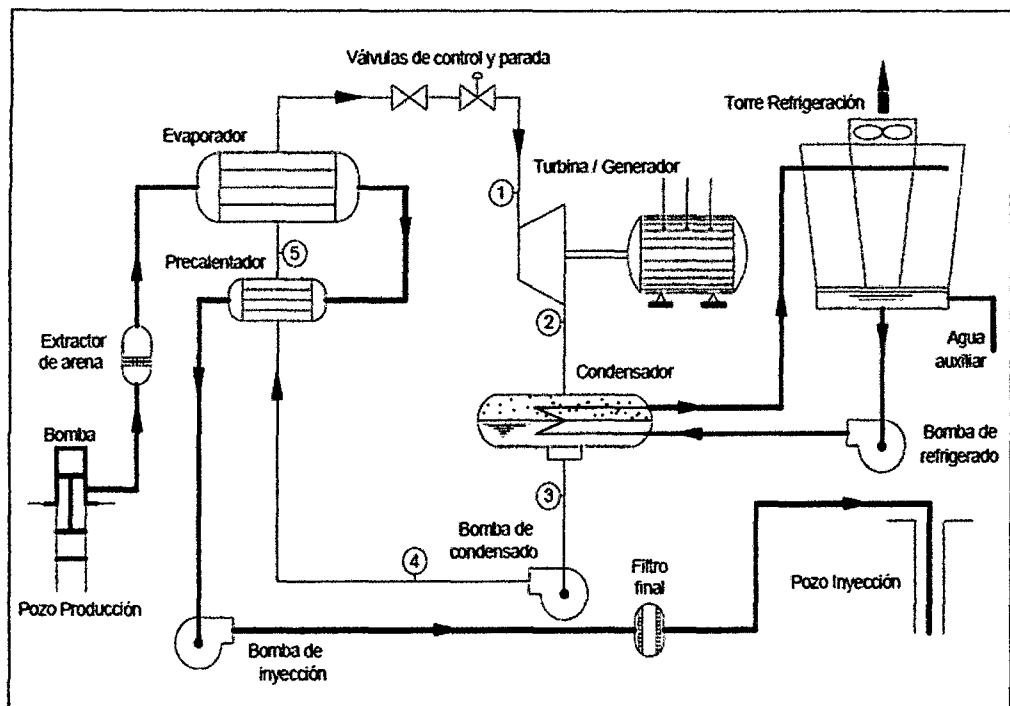 Válvulas de control y parada
Torre Refrigeración
Evaporador
Turbina / Generador
1
5
Precalentador
2
Extractor
de arena
Agua
auxiliar
Condensador
Bomba
Bomba de
refrigerado
3
Bomba de
condensado
4
Filtro
final
Pozo Inyección
Pozo Producción
Bomba de
inyección